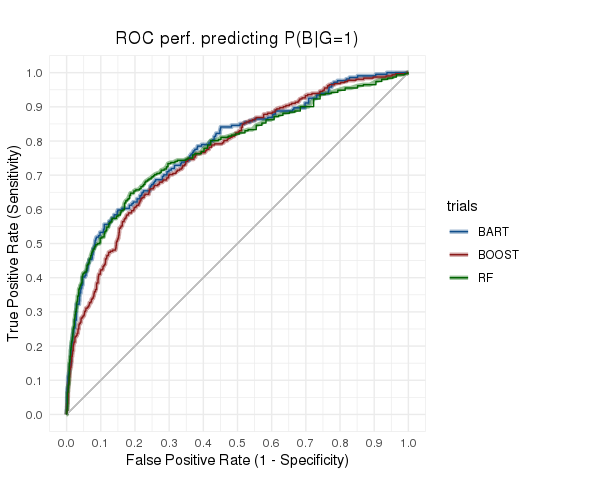 ROC perf. predicting P(B|G=1)
True Positive Rate (Sensitivity)
1.0
0.9
0.8
0.7
0.6
0.5
0.4
0.3
0.2
0.1
0.0
0.0 0.1 0.2 0.3 0.4 0.5 0.6 0.7 0.8 0.9 1.0
False Positive Rate (1 - Specificity)
trials
BART
BOOST
RF